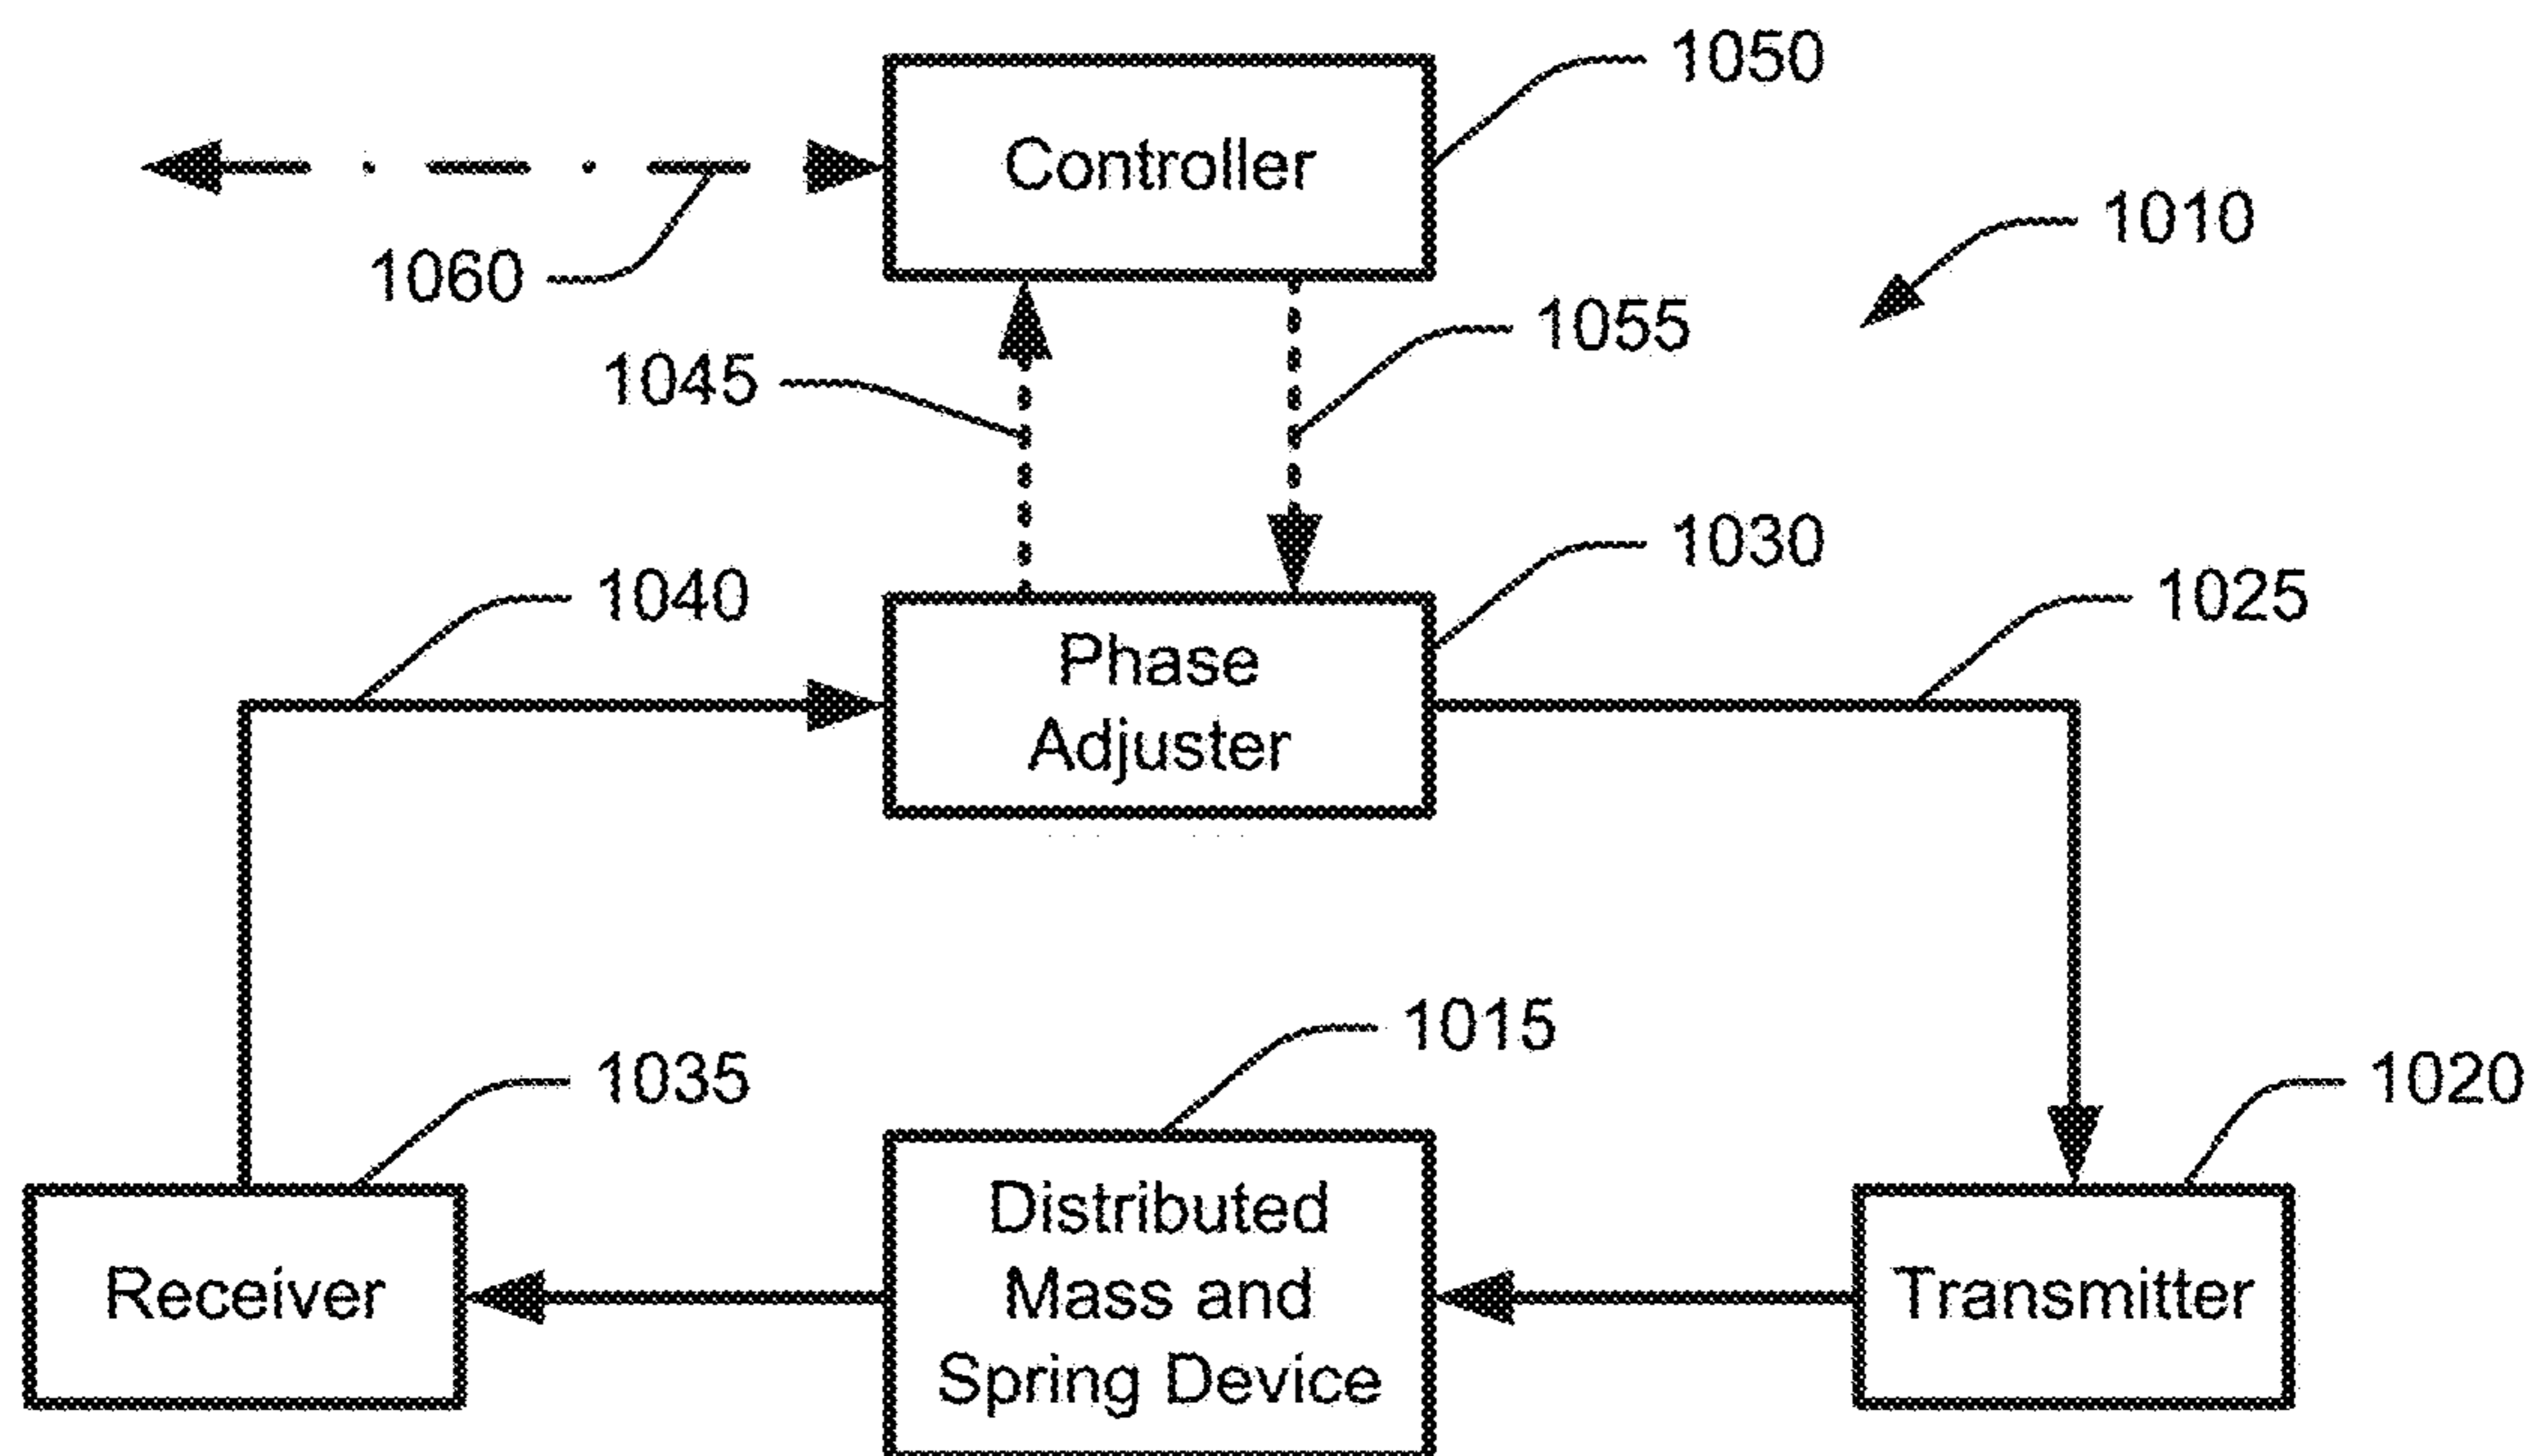 1050
Controller
1010
1060
1055
1045
1030
1040
1025
Phase
Adjuster
1015
1035
1020
Distributed
Mass and
Spring Device
Receiver
Transmitter